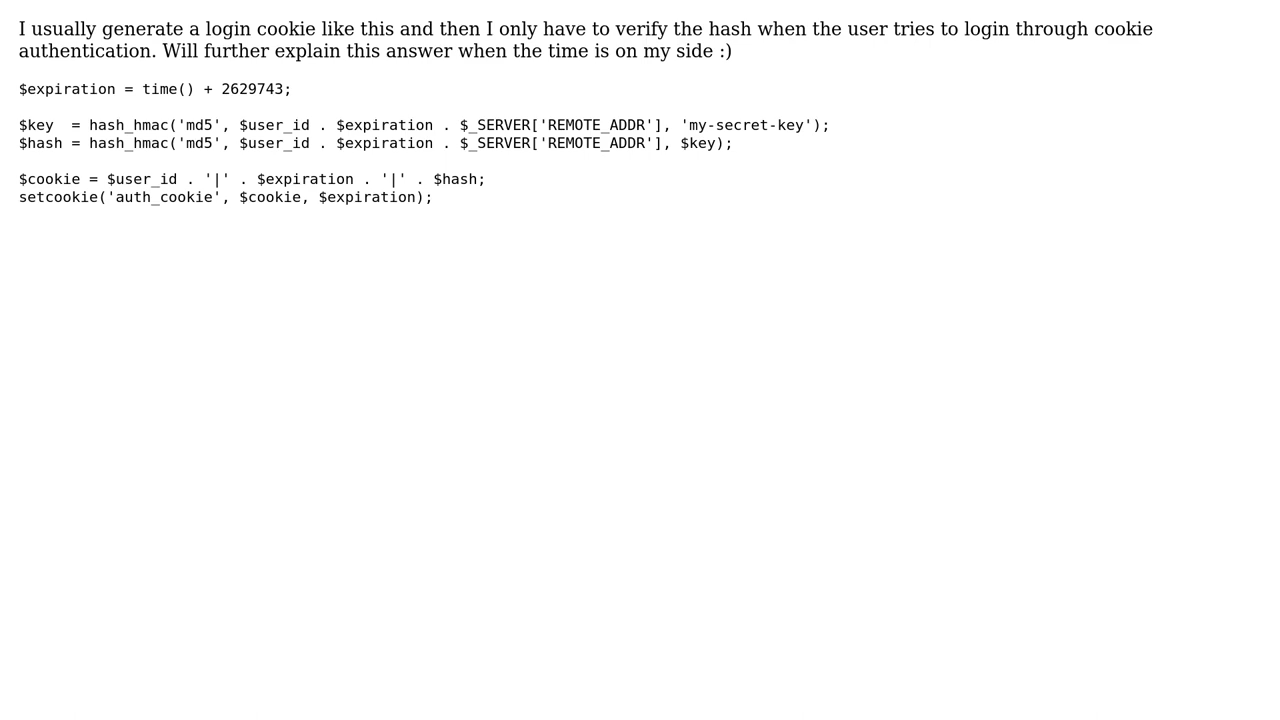 I usually generate a login cookie like this and then I only have to verify the hash when the user tries to login through cookie
authentication. Will further explain this answer when the time is on my side :)
$expiration = time() + 2629743;
$key  = hash_hmac('md5', $user_id . $expiration . $_SERVER['REMOTE_ADDR'], 'my-secret-key');
$hash = hash_hmac('md5', $user_id . $expiration . $_SERVER['REMOTE_ADDR'], $key);
$cookie = $user_id . '|' . $expiration . '|' . $hash;
setcookie('auth_cookie', $cookie, $expiration);